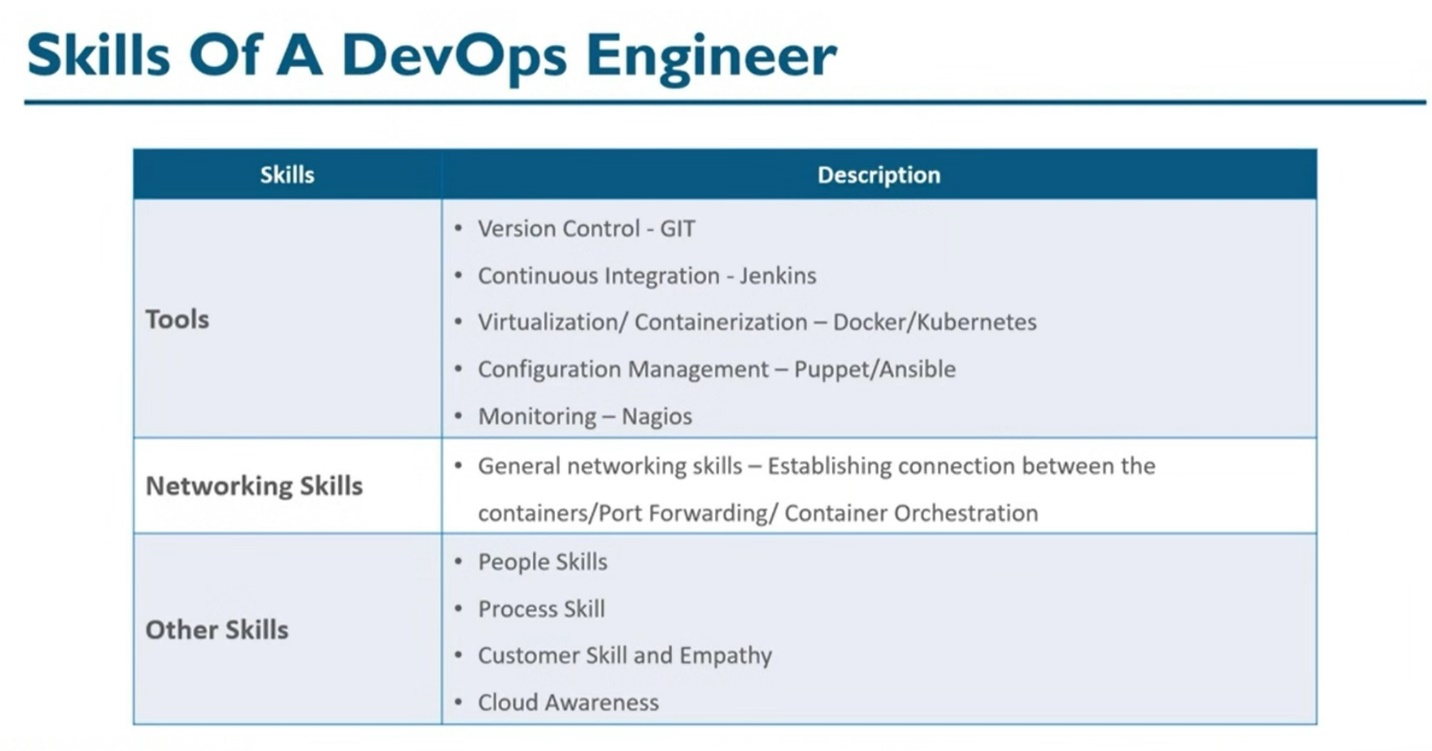 Skills Of A DevOps Engineer
Skills
Description
Tools
• Version Control - GIT
• Continuous Integration - Jenkins
• Virtualization/ Containerization – Docker/Kubernetes
• Configuration Management – Puppet/Ansible
• Monitoring – Nagios
Networking Skills
• General networking skills – Establishing connection between the
containers/Port Forwarding/ Container Orchestration
Other Skills
• People Skills
• Process Skill
• Customer Skill and Empathy
• Cloud Awareness